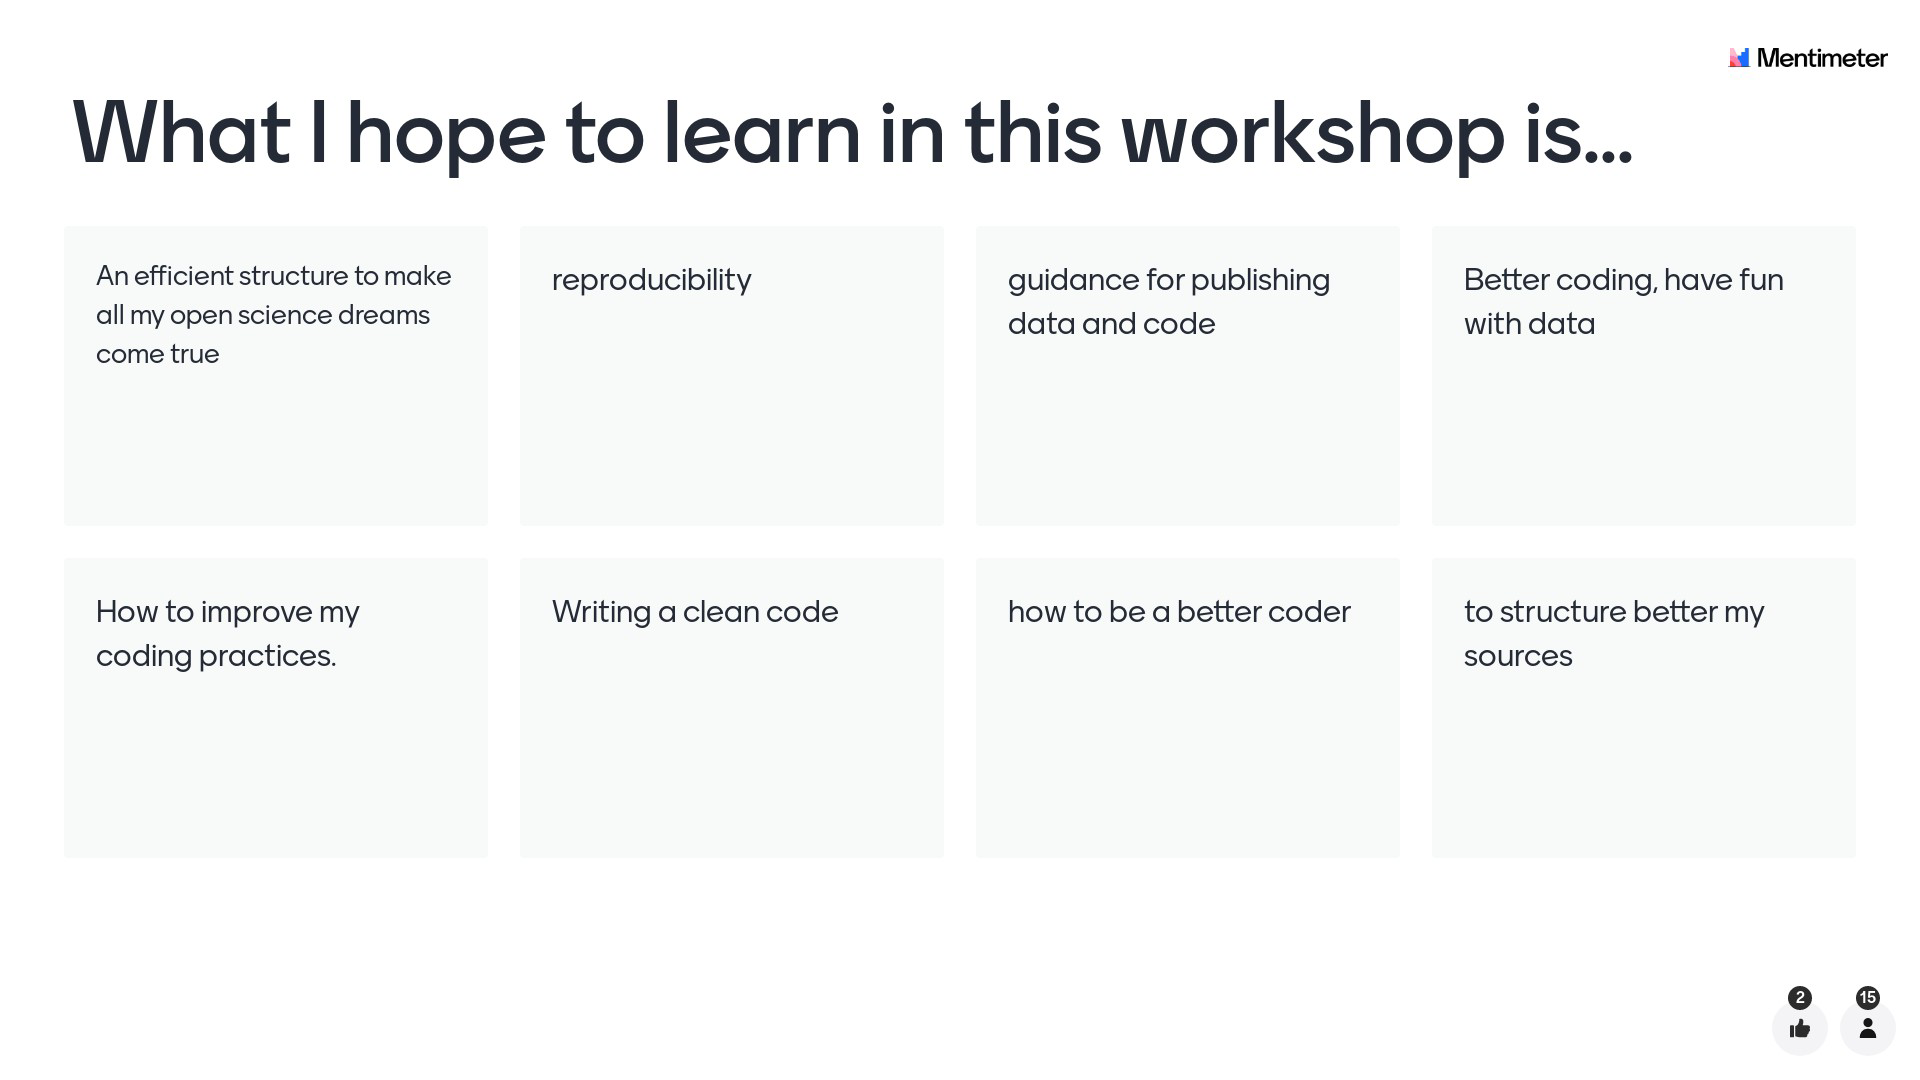 Mentimeter
What I hope to learn in this workshop is...
An efficient structure to make
all my open science dreams
come true
reproducibility
guidance for publishing
data and code
Better coding, have fun
with data
How to improve my
coding practices.
Writing a clean code
how to be a better coder
to structure better my
sources
2
15